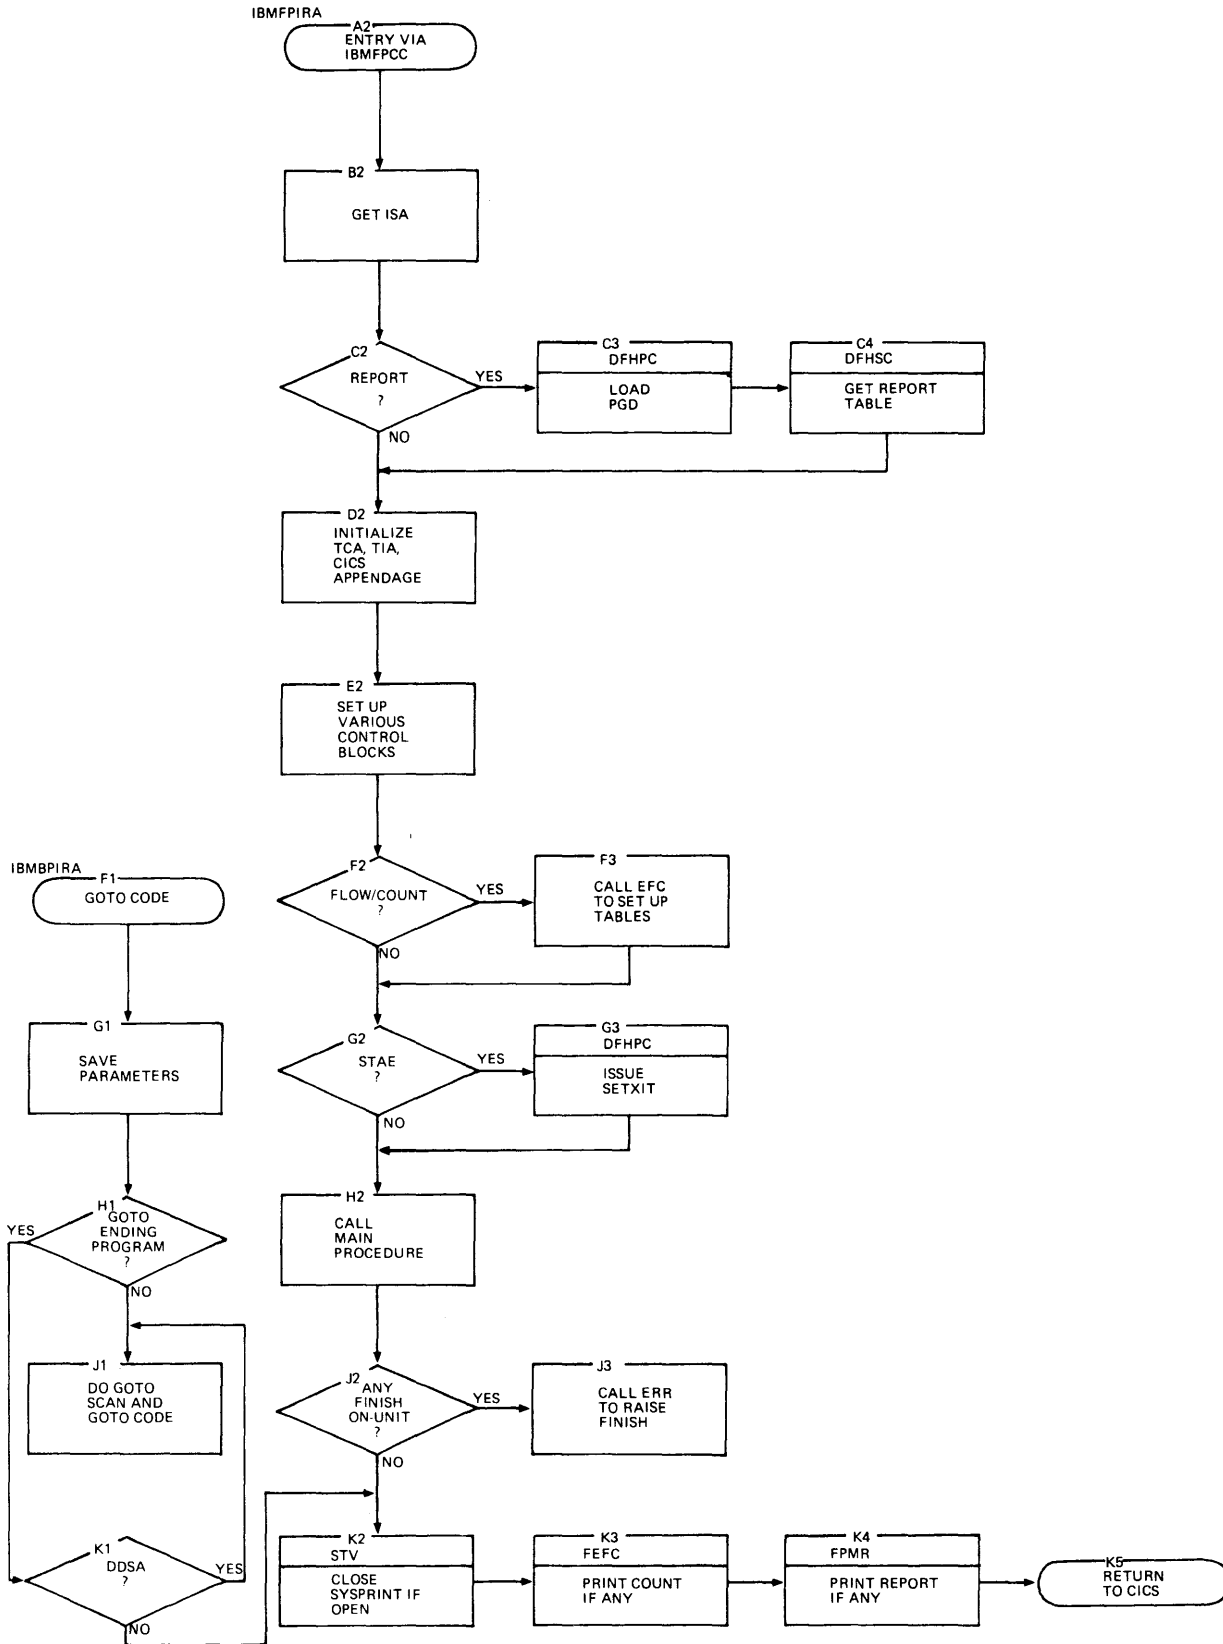 IBMFPIRA
A2
ENTRY VIA
IBMFPCC
B2
GET ISA
C2
REPORT
?
YES
NO
C3
DFHPC
LOAD
PGD
C4
DFHSC
GET REPORT
TABLE
D2
INITIALIZE
TCA, TIA,
CICS
APPENDAGE
E2
SET UP
VARIOUS
CONTROL
BLOCKS
IBMBPIRA
F1
GOTO CODE
F2
FLOW/COUNT
?
YES
NO
F3
CALL EFC
TO SET UP
TABLES
G1
SAVE
PARAMETERS
G2
STAE
?
YES
NO
G3
DFHPC
ISSUE
SETXIT
H1
GOTO
ENDING
PROGRAM
?
YES
NO
H2
CALL
MAIN
PROCEDURE
J1
DO GOTO
SCAN AND
GOTO CODE
J2
ANY
FINISH
ON-UNIT
?
YES
NO
J3
CALL ERR
TO RAISE
FINISH
K1
DDSA
?
YES
NO
K2
STV
CLOSE
SYSPRINT IF
OPEN
K3
FEFC
PRINT COUNT
IF ANY
K4
FPMR
PRINT REPORT
IF ANY
K5
RETURN
TO CICS